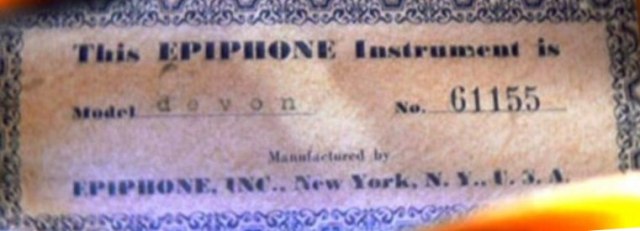 This EPIPHONE Instrument is
Model devon No. 61155
Manufactured by
EPIPHONE, INC., New York, N. Y., U. S. A.